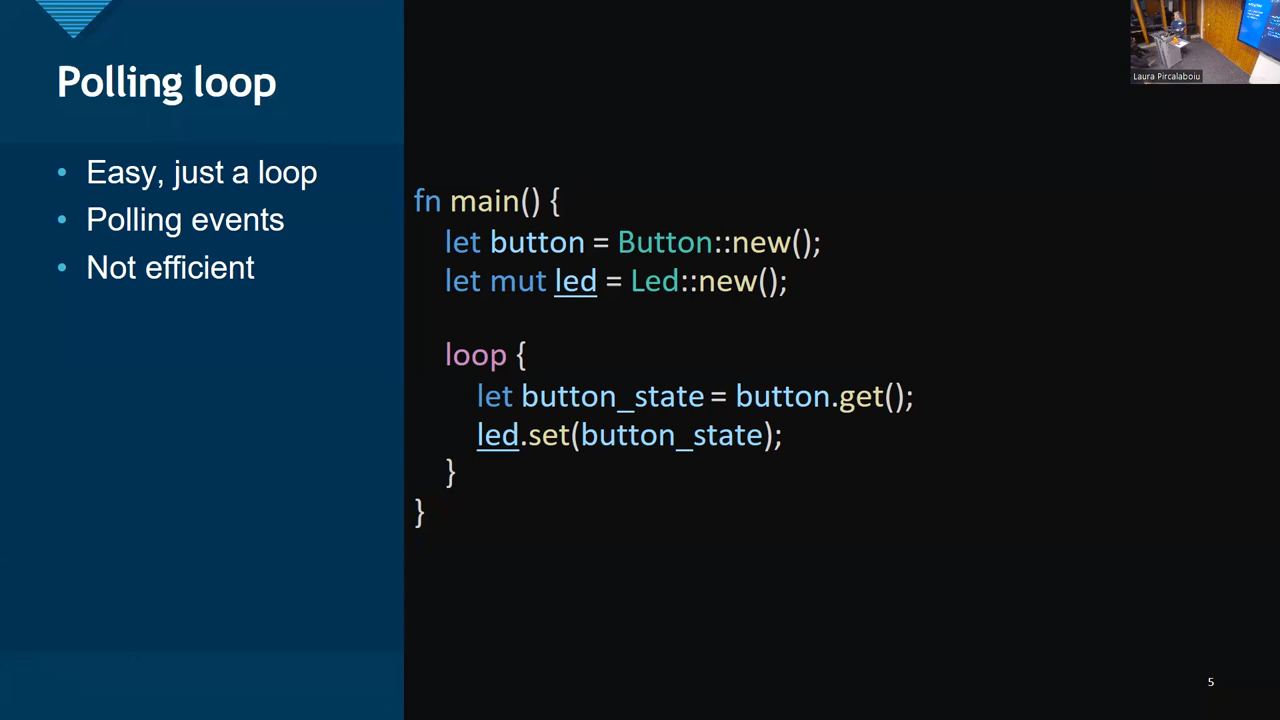 Polling loop
• Easy, just a loop
• Polling events
• Not efficient
fn main() {
let button = Button::new();
let mut led = Led::new();
loop {
let button_state = button.get();
led.set(button_state);
}
}
Laura Pircalaboiu
5